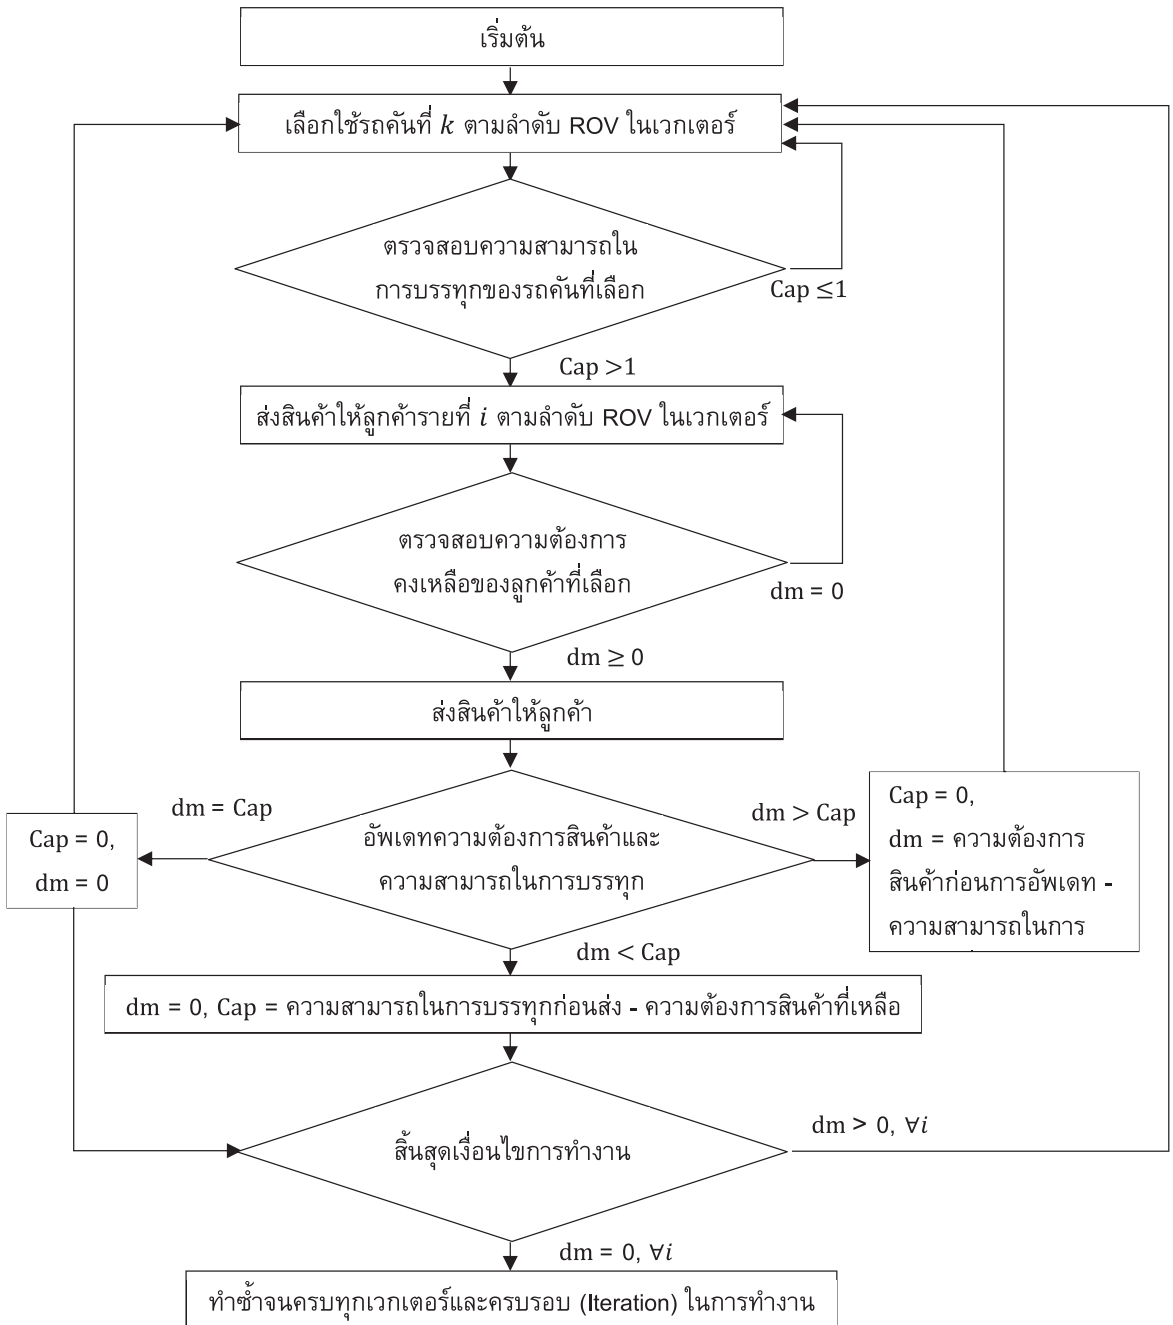 เริ่มต้น
เลือกใช้รถคันที่ k ตามลำดับ ROV ในเวกเตอร์
ตรวจสอบความสามารถใน
การบรรทุกของรถคันที่เลือก
Cap ≤1
Cap >1
ส่งสินค้าให้ลูกค้ารายที่ i ตามลำดับ ROV ในเวกเตอร์
ตรวจสอบความต้องการ
คงเหลือของลูกค้าที่เลือก
dm = 0
dm ≥ 0
ส่งสินค้าให้ลูกค้า
dm = Cap
dm > Cap
อัพเดทความต้องการสินค้าและ
ความสามารถในการบรรทุก
Cap = 0,
dm = 0
Cap = 0,
dm = ความต้องการ
สินค้าก่อนการอัพเดท -
ความสามารถในการ
dm < Cap
dm = 0, Cap = ความสามารถในการบรรทุกก่อนส่ง - ความต้องการสินค้าที่เหลือ
dm > 0, ∀i
สิ้นสุดเงื่อนไขการทำงาน
dm = 0, ∀i
ทำซ้ำจนครบทุกเวกเตอร์และครบรอบ (Iteration) ในการทำงาน